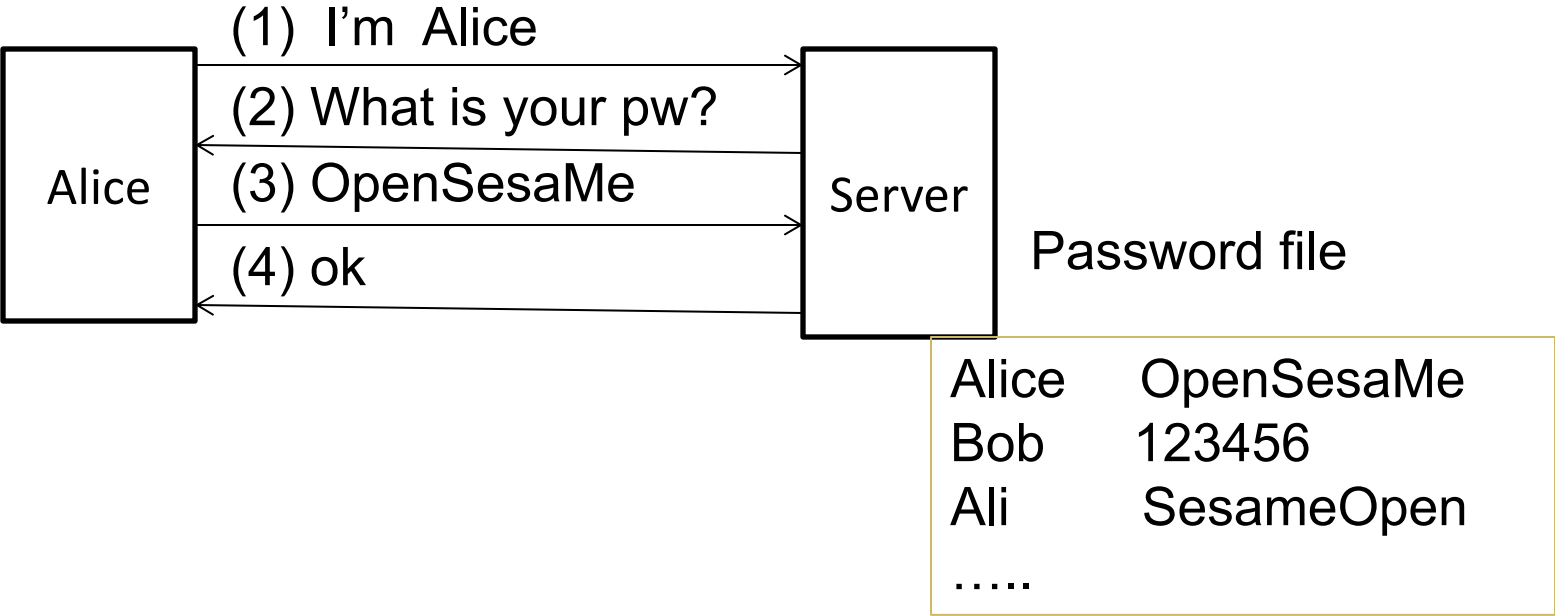 (1) I’m Alice
(2) What is your pw?
Alice
(3) OpenSesaMe
Server
(4) ok
Password file
Alice OpenSesaMe
Bob 123456
Ali SesameOpen
…..